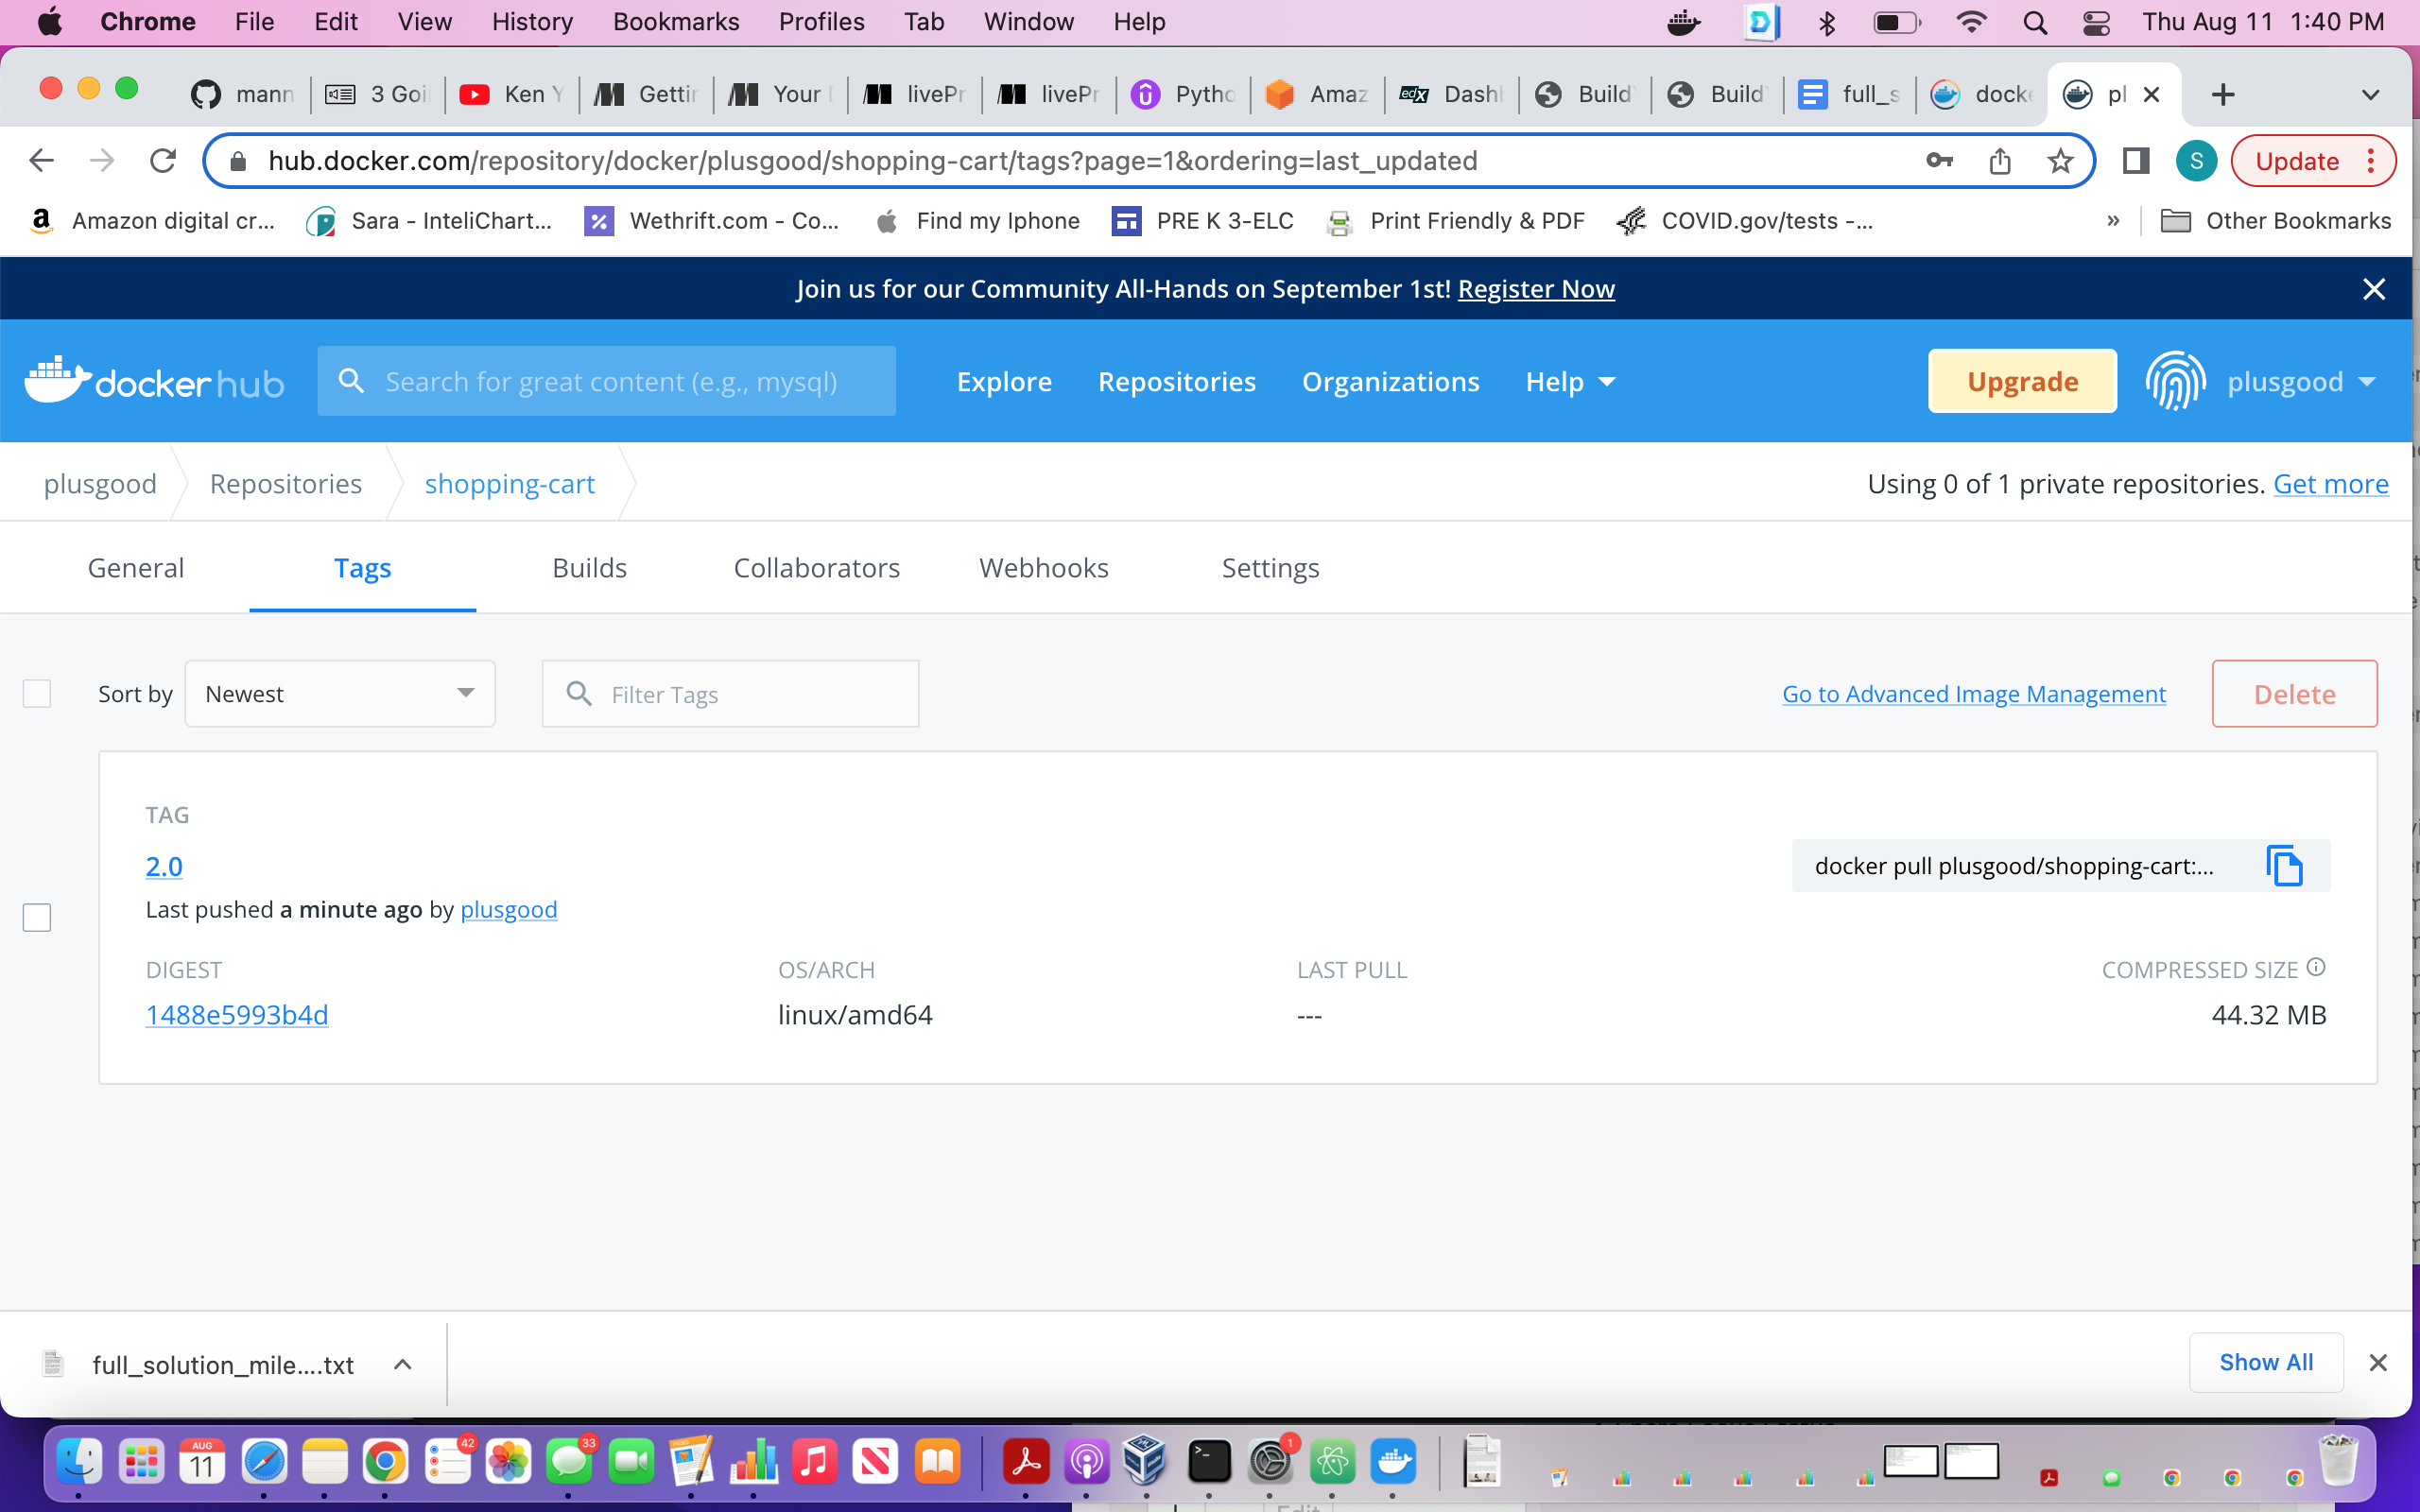 Chrome File Edit View History Bookmarks Profiles Tab Window Help Thu Aug 11 1:40 PM
mann 3 Goi Ken Y Gettin Your livePr livePr Pytho Amaz edX Dashl Build Build full_s docke pl
hub.docker.com/repository/docker/plusgood/shopping-cart/tags?page=1&ordering=last_updated S Update
Amazon digital cr... Sara - InteliChart... Wethrift.com - Co... Find my Iphone PRE K 3-ELC Print Friendly & PDF COVID.gov/tests -... » Other Bookmarks
Join us for our Community All-Hands on September 1st! Register Now
dockerhub Search for great content (e.g., mysql) Explore Repositories Organizations Help Upgrade plusgood
plusgood Repositories shopping-cart Using 0 of 1 private repositories. Get more
General Tags Builds Collaborators Webhooks Settings
Sort by Newest Filter Tags Go to Advanced Image Management Delete
TAG
2.0 docker pull plusgood/shopping-cart:...
Last pushed a minute ago by plusgood
DIGEST OS/ARCH LAST PULL COMPRESSED SIZE
1488e5993b4d linux/amd64 --- 44.32 MB
full_solution_mile....txt Show All
AUG 11 42 33 1
Edit